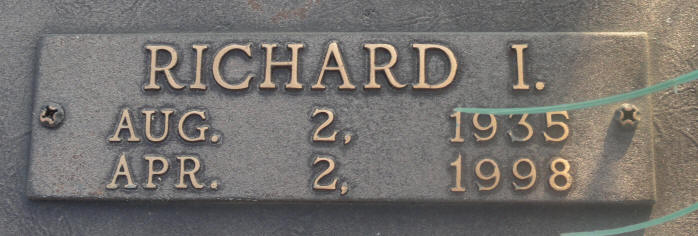 RICHARD I.
AUG. 2, 1935
APR. 2, 1998